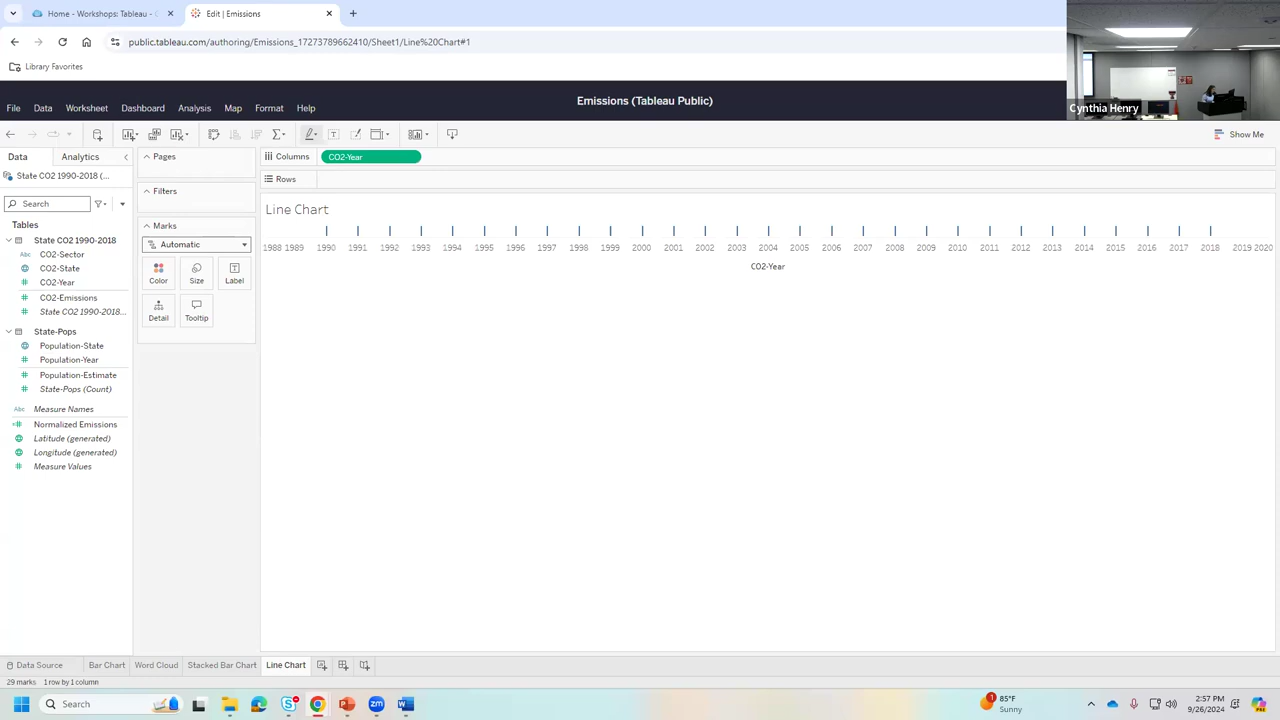 Home - Workshops: Tableau - C
Edit | Emissions
public.tableau.com/authoring/Emissions_17273789662410/Sheet1/Line%20Chart#1
Library Favorites
Cynthia Henry
Emissions (Tableau Public)
File Data Worksheet Dashboard Analysis Map Format Help
Show Me
Data Analytics
State CO2 1990-2018 (...
Search
Tables
State CO2 1990-2018
Abc CO2-Sector
CO2-State
CO2-Year
CO2-Emissions
State CO2 1990-2018...
State-Pops
Population-State
Population-Year
Population-Estimate
State-Pops (Count)
Abc Measure Names
Normalized Emissions
Latitude (generated)
Longitude (generated)
Measure Values
Pages
Filters
Marks
Automatic
Color Size Label
Detail Tooltip
Columns CO2-Year
Rows
Line Chart
1988 1989 1990 1991 1992 1993 1994 1995 1996 1997 1998 1999 2000 2001 2002 2003 2004 2005 2006 2007 2008 2009 2010 2011 2012 2013 2014 2015 2016 2017 2018 2019 2020
CO2-Year
Data Source Bar Chart Word Cloud Stacked Bar Chart Line Chart
29 marks 1 row by 1 column
Search
85°F
Sunny
2:57 PM
9/26/2024